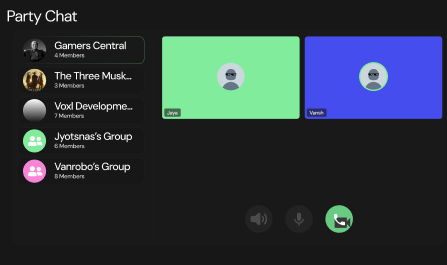 Party Chat
Gamers Central
4 Members
The Three Musk...
3 Members
Voxl Developme...
7 Members
Jyotsnas's Group
6 Members
Vanrobo's Group
8 Members
Jaye
Vansh